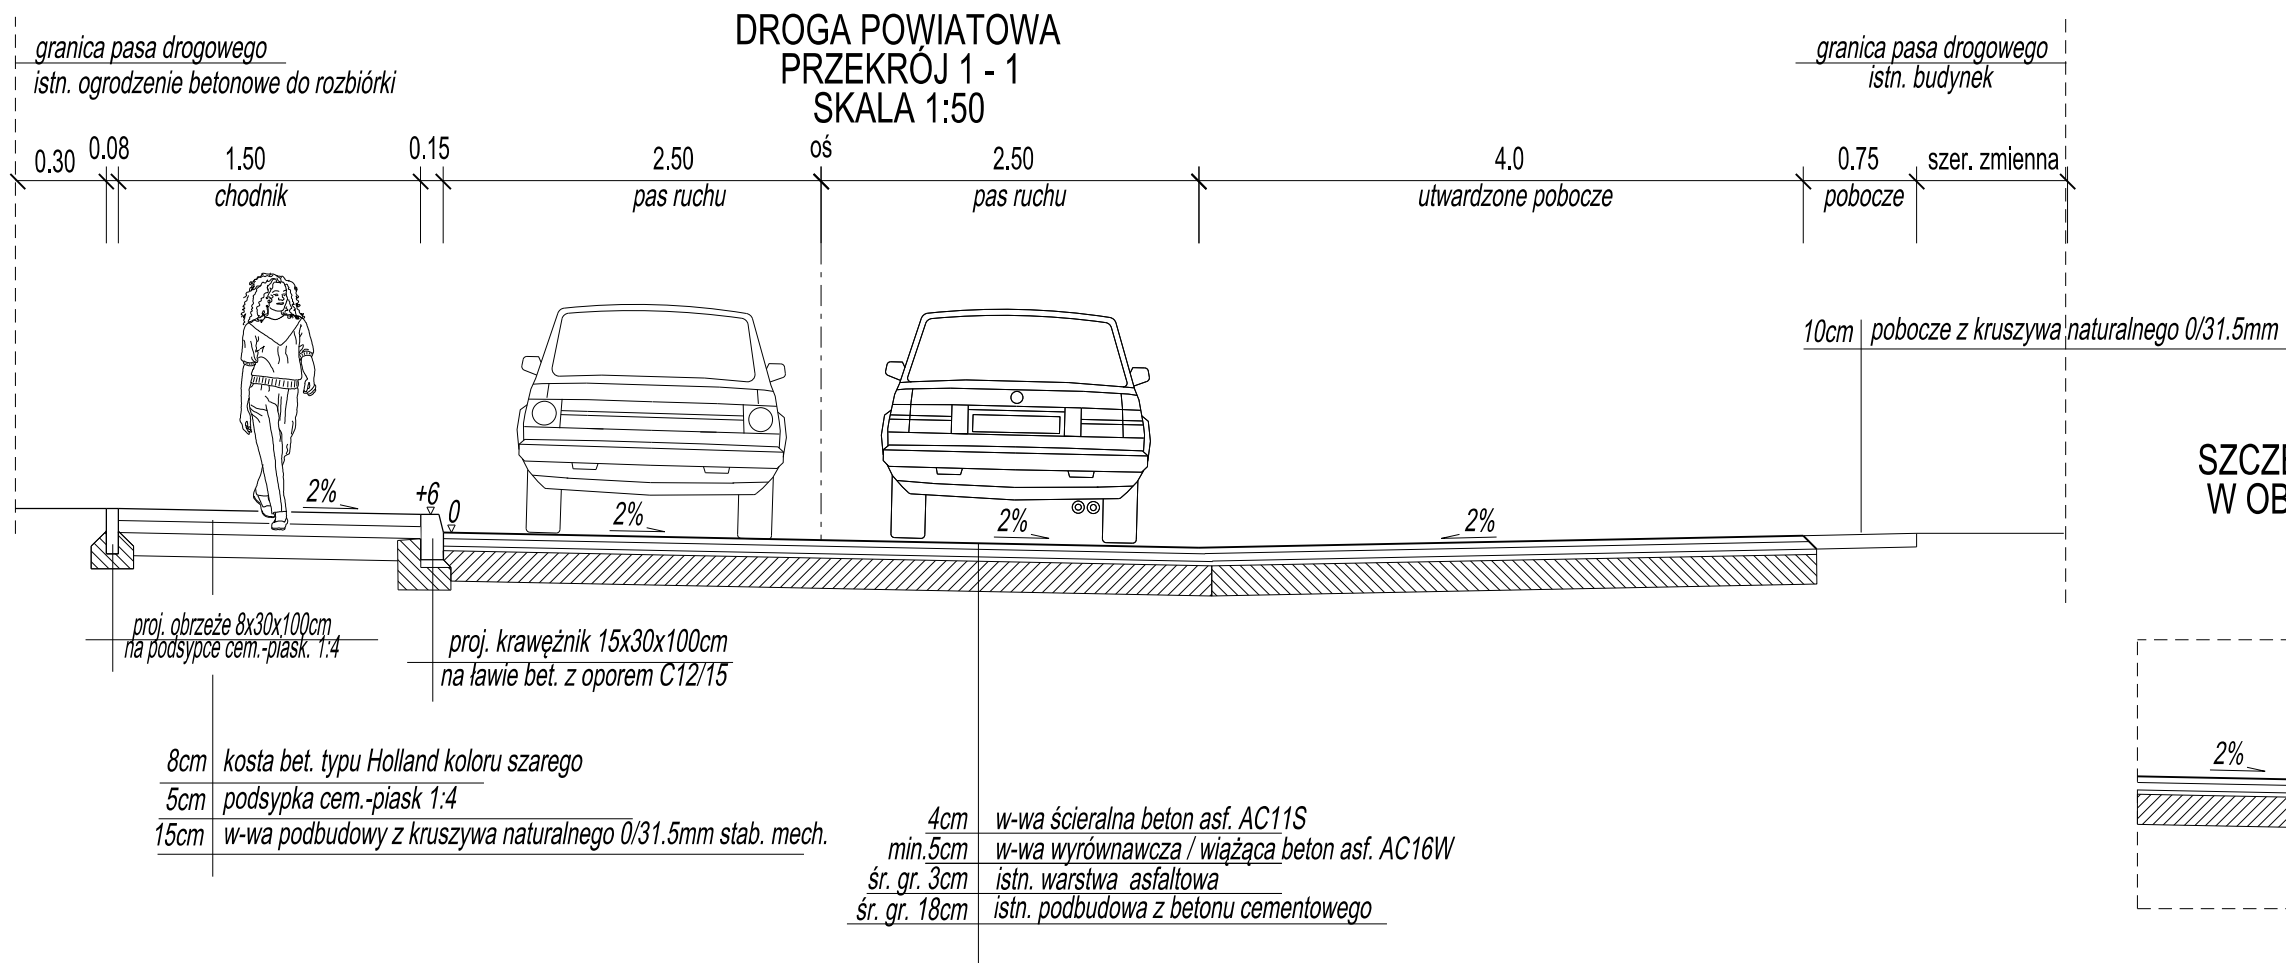 DROGA POWIATOWA
PRZEKRÓJ 1 - 1
SKALA 1:50
granica pasa drogowego
istn. ogrodzenie betonowe do rozbiórki
granica pasa drogowego
istn. budynek
0.30 0.08 1.50 0.15 2.50 oś 2.50 4.0 0.75 szer. zmienna
chodnik pas ruchu pas ruchu utwardzone pobocze pobocze
10cm pobocze z kruszywa naturalnego 0/31.5mm
2% +6 0 2% 2% 2%
proj. obrzeże 8x30x100cm
na podsypce cem.-piask. 1:4
proj. krawężnik 15x30x100cm
na ławie bet. z oporem C12/15
8cm kosta bet. typu Holland koloru szarego
5cm podsypka cem.-piask 1:4
15cm w-wa podbudowy z kruszywa naturalnego 0/31.5mm stab. mech.
4cm w-wa ścieralna beton asf. AC11S
min.5cm w-wa wyrównawcza / wiążąca beton asf. AC16W
śr. gr. 3cm istn. warstwa asfaltowa
śr. gr. 18cm istn. podbudowa z betonu cementowego
W OB
2%